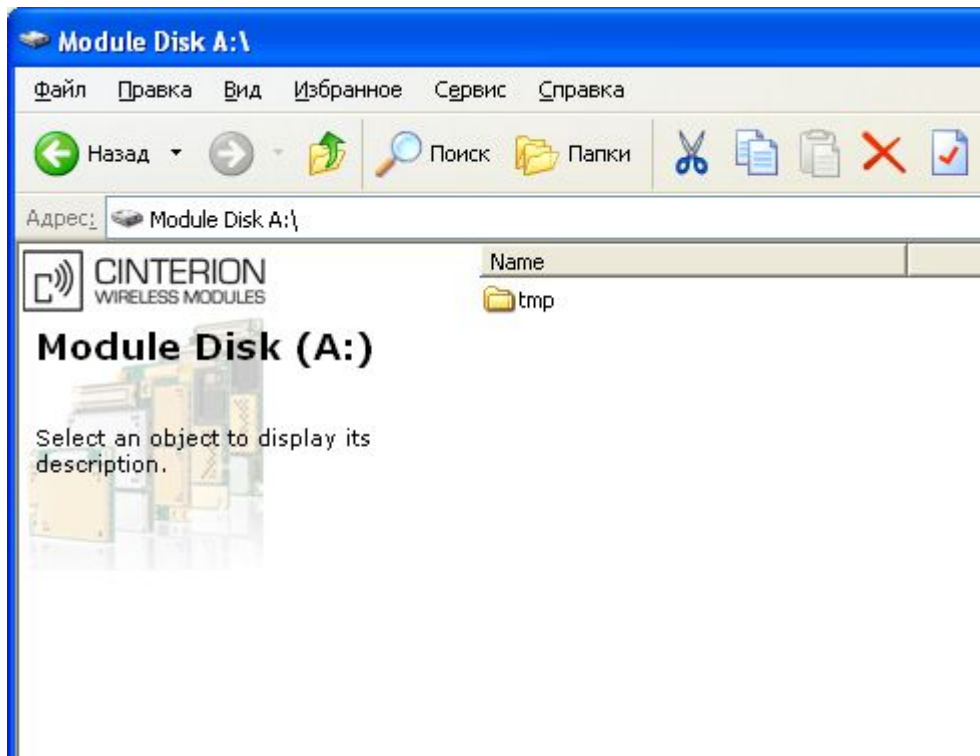 Module Disk A:\
Файл Правка Вид Избранное Сервис Справка
Назад Поиск Папки
Адрес: Module Disk A:\
CINTERION
WIRELESS MODULES
Name
tmp
Module Disk (A:)
Select an object to display its
description.